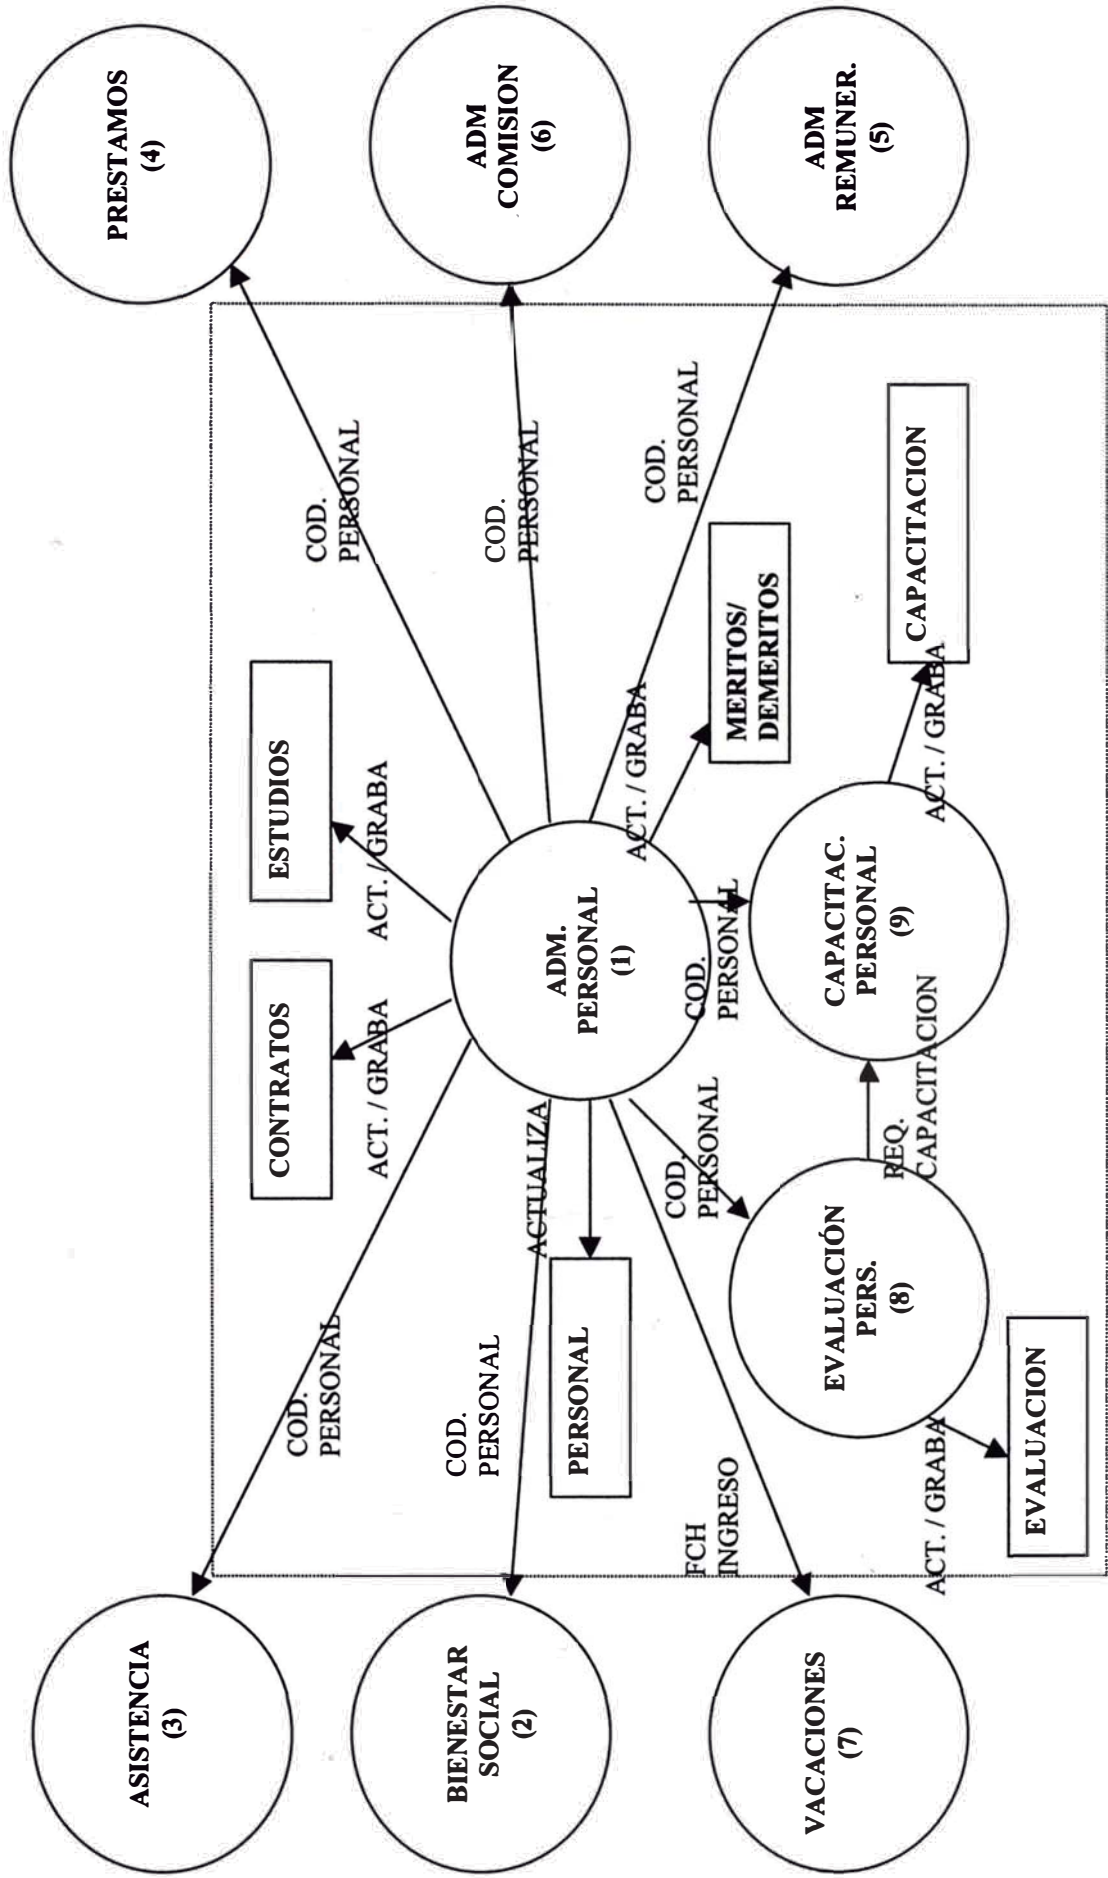 ASISTENCIA
(3)
COD.
PERSONAL
CONTRATOS
ACT. / GRABA
ESTUDIOS
ACT. / GRABA
COD.
PERSONAL
PRESTAMOS
(4)
BIENESTAR
SOCIAL
(2)
COD.
PERSONAL
ACTUALIZA
PERSONAL
ADM.
PERSONAL
(1)
COD.
PERSONAL
ADM
COMISION
(6)
VACACIONES
(7)
FCH
INGRESO
COD.
PERSONAL
COD.
PERSONAL
ACT. / GRABA
MERITOS/
DEMERITOS
COD.
PERSONAL
ADM
REMUNER.
(5)
EVALUACIÓN
PERS.
(8)
REQ.
CAPACITACION
CAPACITAC.
PERSONAL
(9)
ACT. / GRABA
CAPACITACION
ACT. / GRABA
EVALUACION